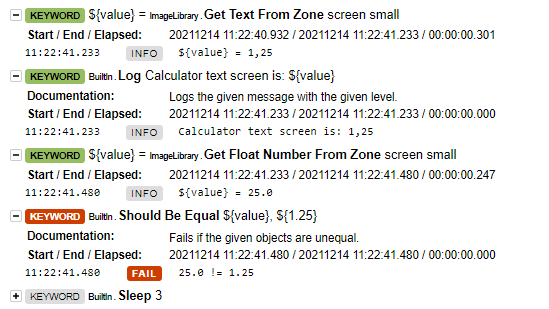 KEYWORD ${value} = ImageLibrary. Get Text From Zone screen small
Start / End / Elapsed: 20211214 11:22:40.932 / 20211214 11:22:41.233 / 00:00:00.301
11:22:41.233 INFO ${value} = 1,25
KEYWORD BuiltIn. Log Calculator text screen is: ${value}
Documentation: Logs the given message with the given level.
Start / End / Elapsed: 20211214 11:22:41.233 / 20211214 11:22:41.233 / 00:00:00.000
11:22:41.233 INFO Calculator text screen is: 1,25
KEYWORD ${value} = ImageLibrary. Get Float Number From Zone screen small
Start / End / Elapsed: 20211214 11:22:41.233 / 20211214 11:22:41.480 / 00:00:00.247
11:22:41.480 INFO ${value} = 25.0
KEYWORD BuiltIn. Should Be Equal ${value}, ${1.25}
Documentation: Fails if the given objects are unequal.
Start / End / Elapsed: 20211214 11:22:41.480 / 20211214 11:22:41.480 / 00:00:00.000
11:22:41.480 FAIL 25.0 != 1.25
KEYWORD BuiltIn. Sleep 3